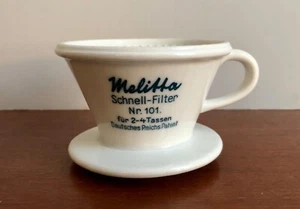 Melitta
Schnell-Filter
Nr. 101.
für 2-4 Tassen
Deutsches Reichs Patent